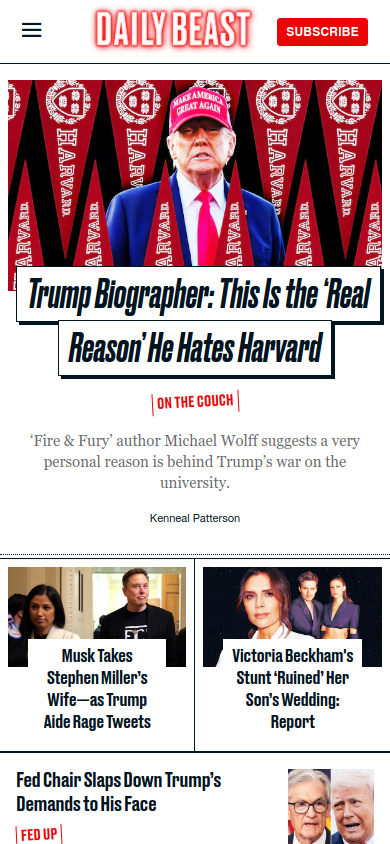 DAILY BEAST
SUBSCRIBE
HARVARD
HARVARD
HARVARD
HARVARD
MAKE AMERICA
GREAT AGAIN
Trump Biographer: This Is the ‘Real
Reason’ He Hates Harvard
ON THE COUCH
‘Fire & Fury’ author Michael Wolff suggests a very
personal reason is behind Trump’s war on the
university.
Kenneal Patterson
Musk Takes
Stephen Miller’s
Wife—as Trump
Aide Rage Tweets
Victoria Beckham's
Stunt ‘Ruined’ Her
Son’s Wedding:
Report
Fed Chair Slaps Down Trump’s
Demands to His Face
FED UP